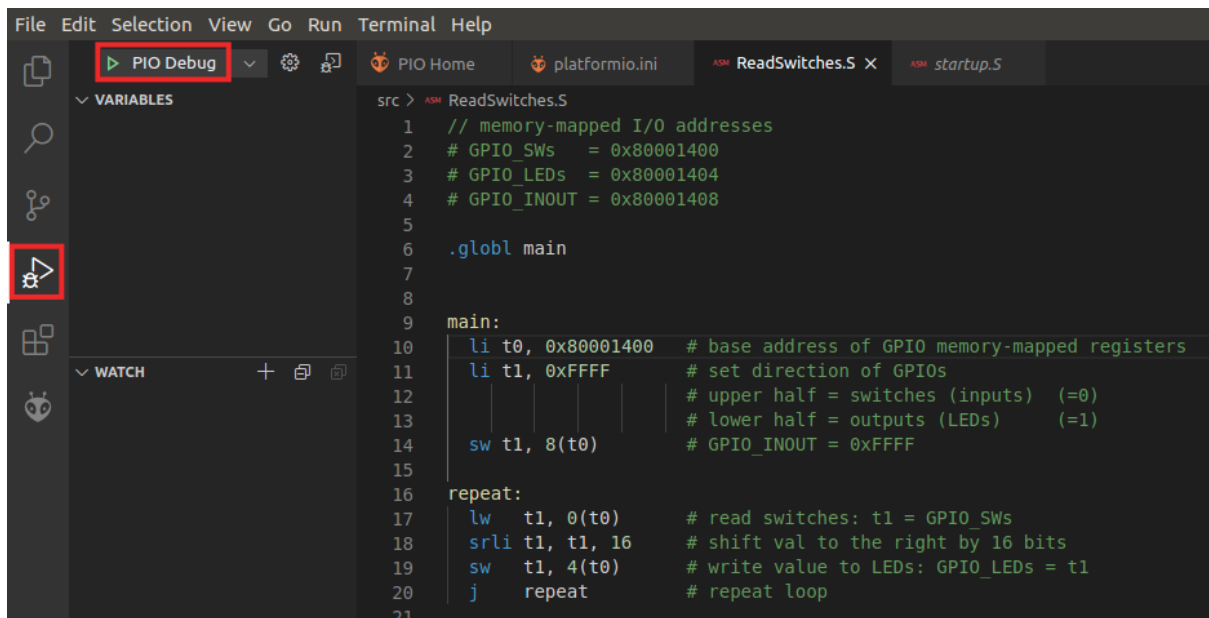 File Edit Selection View Go Run Terminal Help
PIO Debug
PIO Home
platformio.ini
ASM ReadSwitches.S
ASM startup.S
VARIABLES
WATCH
src > ASM ReadSwitches.S
1 // memory-mapped I/O addresses
2 # GPIO_SWs   = 0x80001400
3 # GPIO_LEDs  = 0x80001404
4 # GPIO_INOUT = 0x80001408
5
6 .globl main
7
8
9 main:
10   li t0, 0x80001400   # base address of GPIO memory-mapped registers
11   li t1, 0xFFFF       # set direction of GPIOs
12                       # upper half = switches (inputs)  (=0)
13                       # lower half = outputs (LEDs)     (=1)
14   sw t1, 8(t0)        # GPIO_INOUT = 0xFFFF
15
16 repeat:
17   lw   t1, 0(t0)      # read switches: t1 = GPIO_SWs
18   srli t1, t1, 16     # shift val to the right by 16 bits
19   sw   t1, 4(t0)      # write value to LEDs: GPIO_LEDs = t1
20   j    repeat         # repeat loop
21